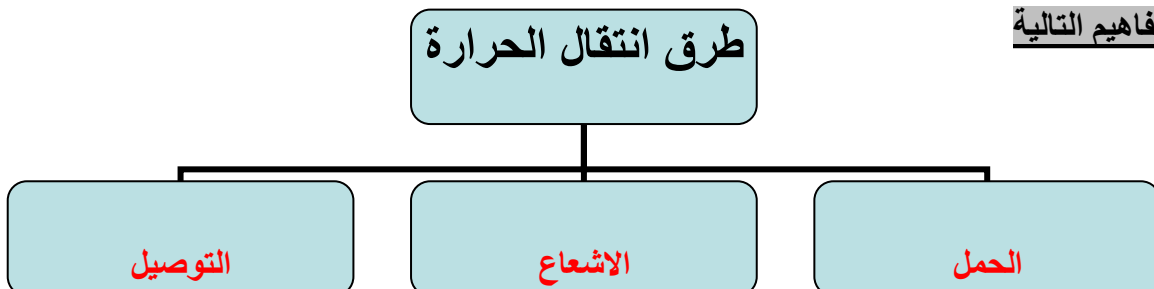 فاهيم التالية
طرق انتقال الحرارة
الحمل
الاشعاع
التوصيل